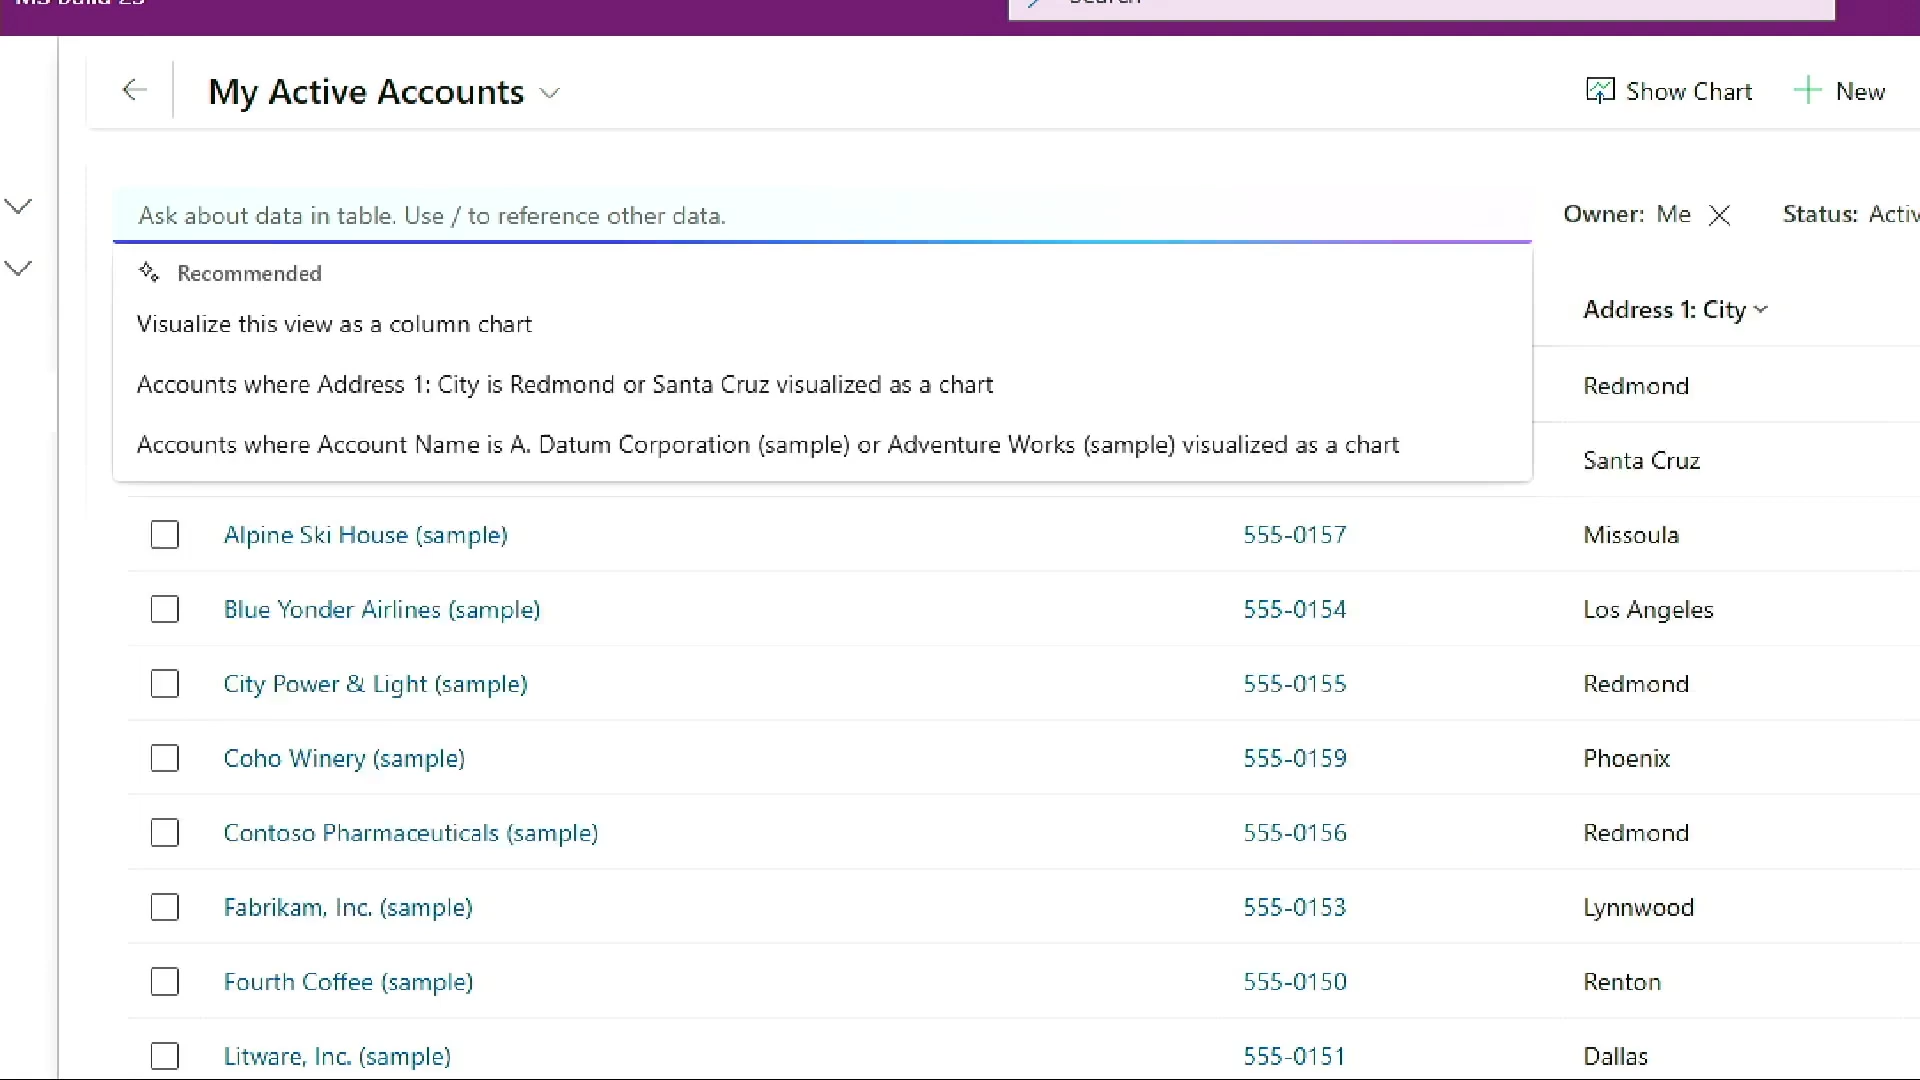 My Active Accounts
Show Chart
New
Ask about data in table. Use / to reference other data.
Owner: Me
Status:
Recommended
Visualize this view as a column chart
Accounts where Address 1: City is Redmond or Santa Cruz visualized as a chart
Accounts where Account Name is A. Datum Corporation (sample) or Adventure Works (sample) visualized as a chart
Address 1: City
Redmond
Santa Cruz
Alpine Ski House (sample) 555-0157 Missoula
Blue Yonder Airlines (sample) 555-0154 Los Angeles
City Power & Light (sample) 555-0155 Redmond
Coho Winery (sample) 555-0159 Phoenix
Contoso Pharmaceuticals (sample) 555-0156 Redmond
Fabrikam, Inc. (sample) 555-0153 Lynnwood
Fourth Coffee (sample) 555-0150 Renton
Litware, Inc. (sample) 555-0151 Dallas